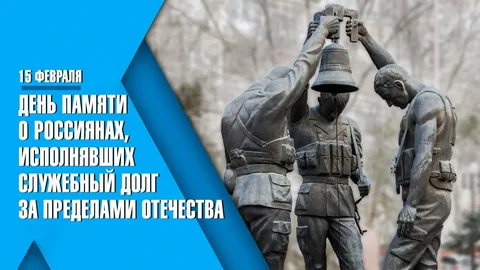 15 ФЕВРАЛЯ
ДЕНЬ ПАМЯТИ
О РОССИЯНАХ,
ИСПОЛНЯВШИХ
СЛУЖЕБНЫЙ ДОЛГ
ЗА ПРЕДЕЛАМИ ОТЕЧЕСТВА